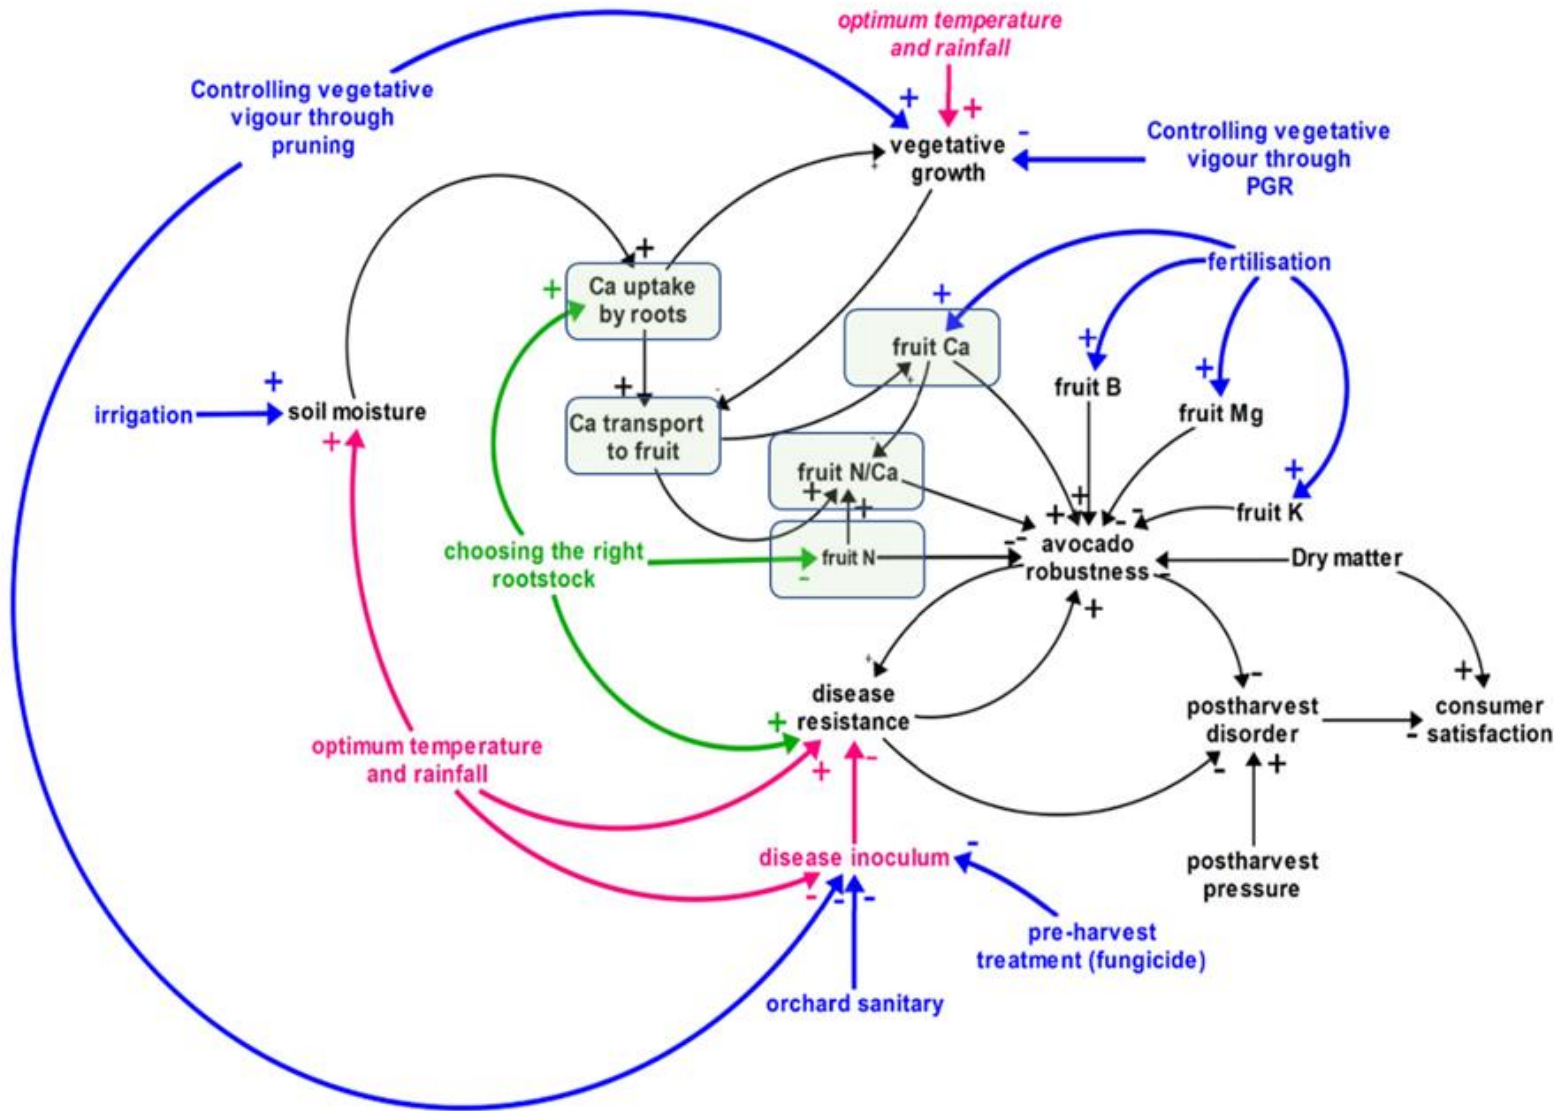 optimum temperature
and rainfall
Controlling vegetative
vigour through
pruning
+
+
-
vegetative
growth
+
Controlling vegetative
vigour through
PGR
+
fertilisation
+
Ca uptake
by roots
+
-
fruit Ca
+
+
fruit B
+
fruit Mg
+
+
-
irrigation
soil moisture
+
Ca transport
to fruit
-
fruit N/Ca
+
+
+
fruit K
+
+
- -
- -
avocado
robustness -
choosing the right
rootstock
-
fruit N
Dry matter
+
+
-
+
disease
resistance
+
+
-
postharvest
disorder
- +
consumer
- satisfaction
optimum temperature
and rainfall
disease inoculum
-
- - -
postharvest
pressure
pre-harvest
treatment (fungicide)
orchard sanitary